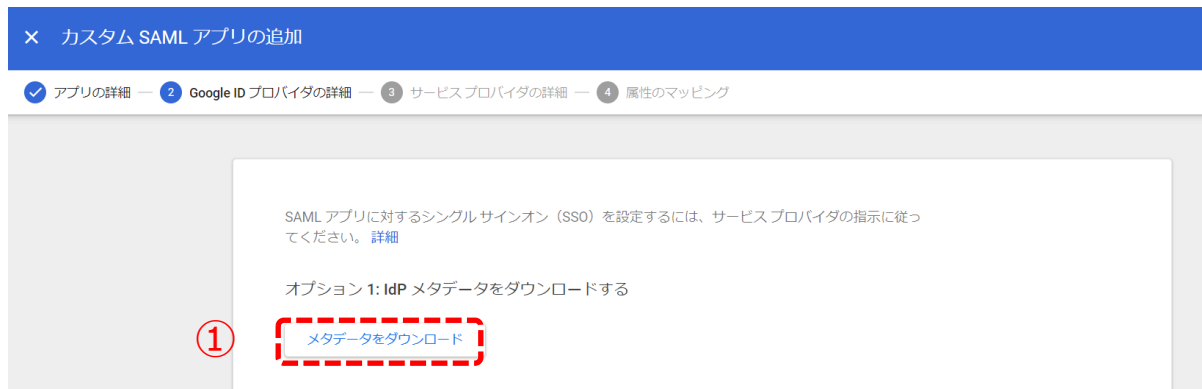 × カスタム SAML アプリの追加
アプリの詳細 — 2 Google ID プロバイダの詳細 — 3 サービス プロバイダの詳細 — 4 属性のマッピング
SAML アプリに対するシングル サインオン（SSO）を設定するには、サービス プロバイダの指示に従っ
てください。 詳細
オプション 1: IdP メタデータをダウンロードする
① メタデータをダウンロード